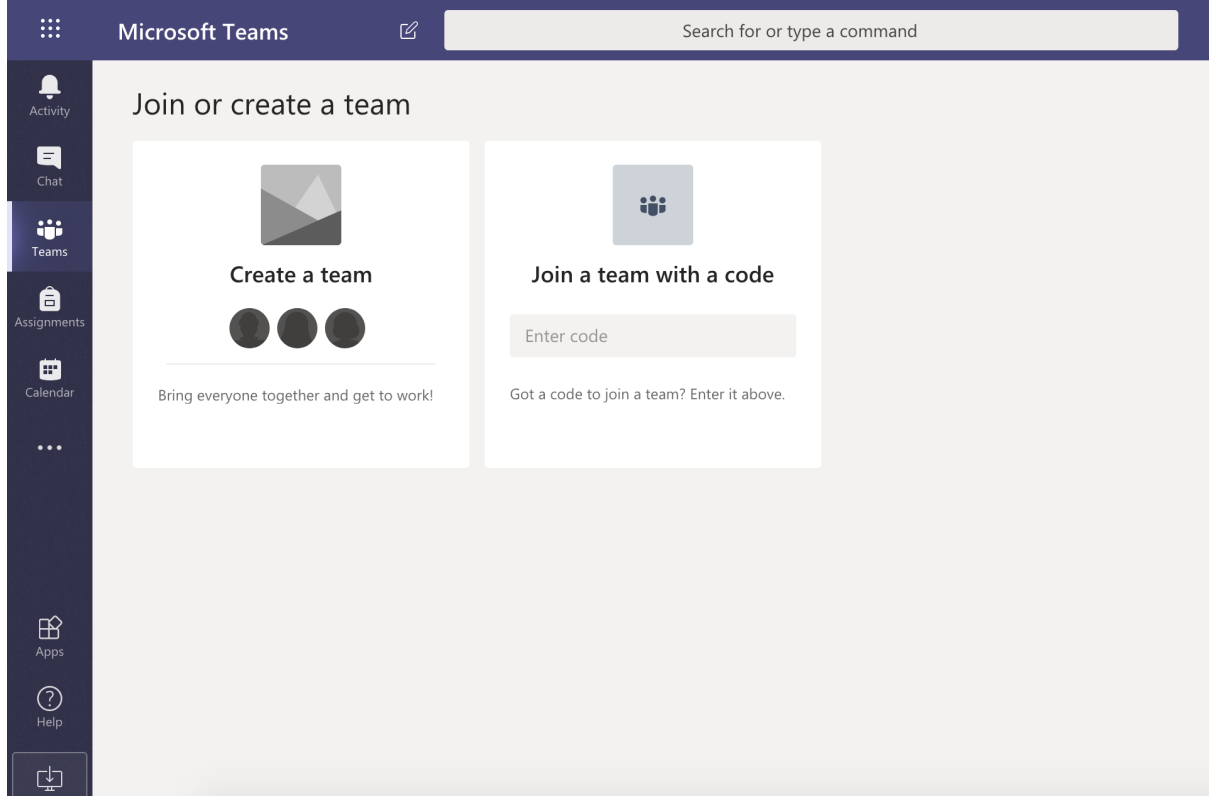 Microsoft Teams
Search for or type a command
Activity
Chat
Teams
Assignments
Calendar
Apps
Help
Join or create a team
Create a team
Bring everyone together and get to work!
Join a team with a code
Enter code
Got a code to join a team? Enter it above.